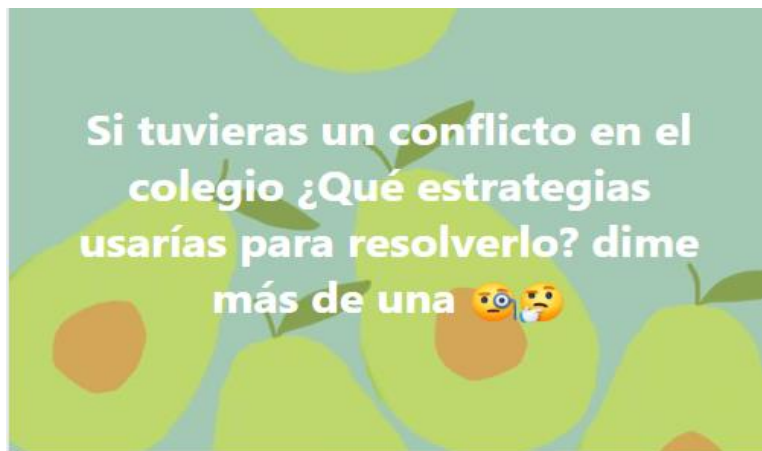 Si tuvieras un conflicto en el
colegio ¿Qué estrategias
usarías para resolverlo? dime
más de una 🧐🤔